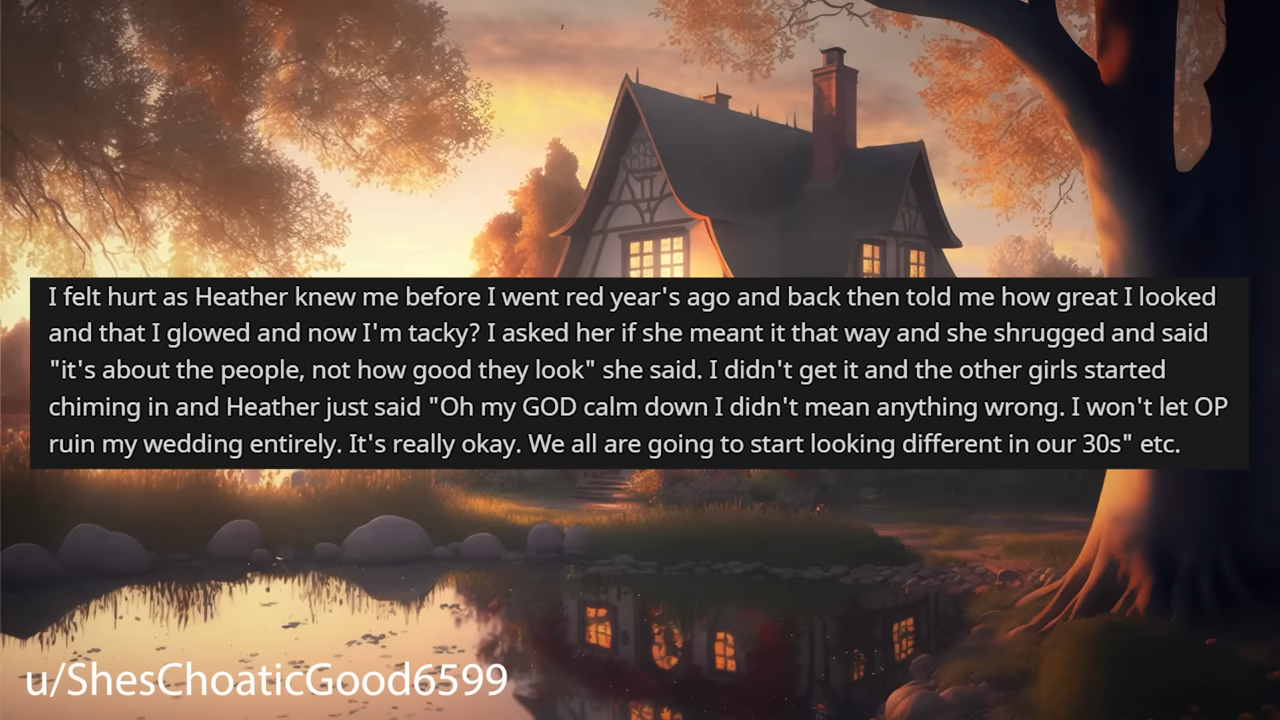 I felt hurt as Heather knew me before I went red year's ago and back then told me how great I looked
and that I glowed and now I'm tacky? I asked her if she meant it that way and she shrugged and said
"it's about the people, not how good they look" she said. I didn't get it and the other girls started
chiming in and Heather just said "Oh my GOD calm down I didn't mean anything wrong. I won't let OP
ruin my wedding entirely. It's really okay. We all are going to start looking different in our 30s" etc.
u/ShesChoaticGood6599